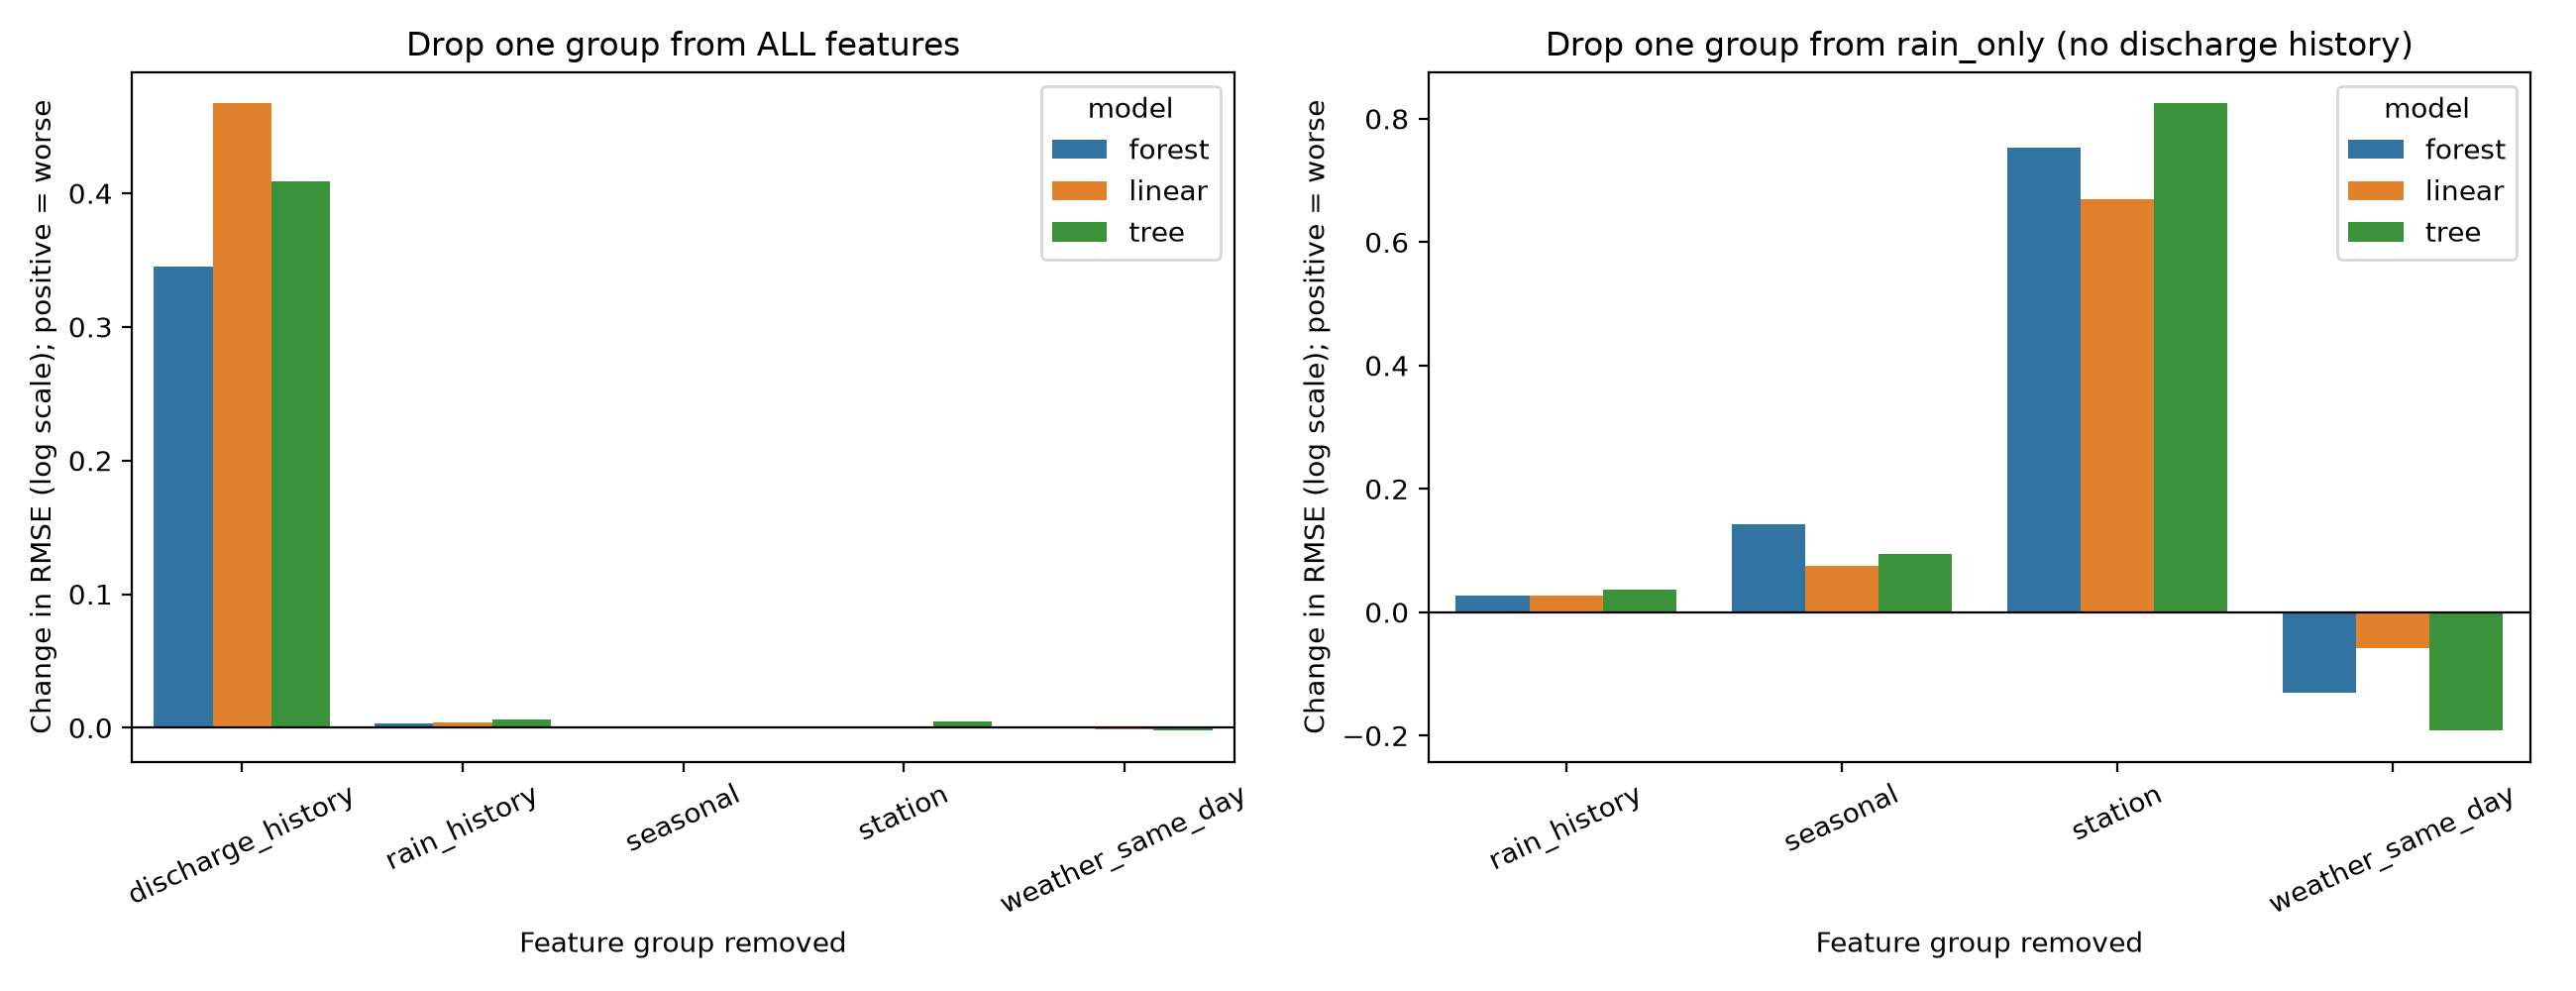 Drop one group from ALL features
Change in RMSE (log scale); positive = worse
0.4
0.3
0.2
0.1
0.0
model
forest
linear
tree
discharge_history
rain_history
seasonal
station
weather_same_day
Feature group removed
Drop one group from rain_only (no discharge history)
Change in RMSE (log scale); positive = worse
0.8
0.6
0.4
0.2
0.0
−0.2
model
forest
linear
tree
rain_history
seasonal
station
weather_same_day
Feature group removed